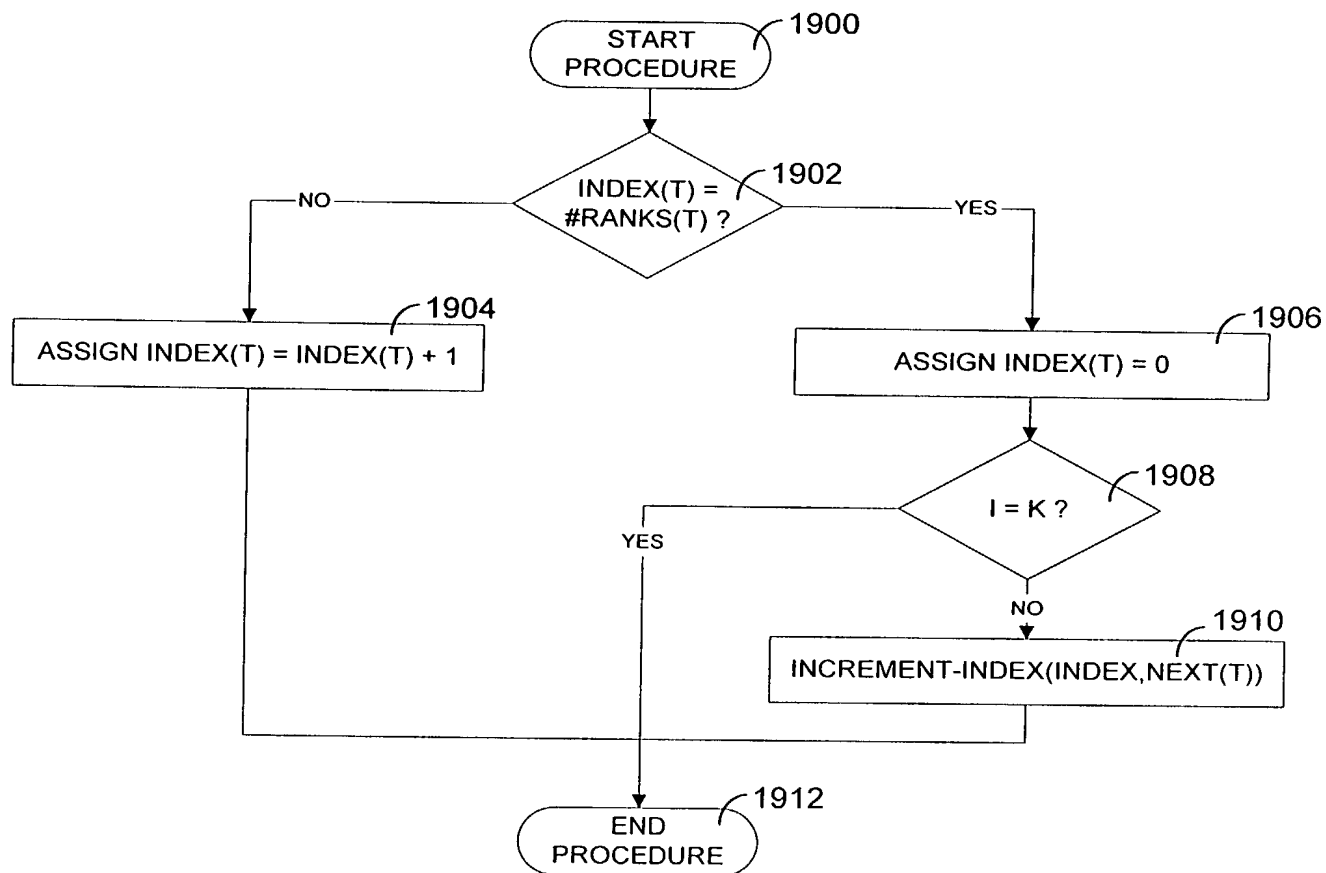 1900
START
PROCEDURE
1902
INDEX(T) =
#RANKS(T) ?
NO
YES
1904
ASSIGN INDEX(T) = INDEX(T) + 1
1906
ASSIGN INDEX(T) = 0
1908
I = K ?
YES
NO
1910
INCREMENT-INDEX(INDEX,NEXT(T))
1912
END
PROCEDURE